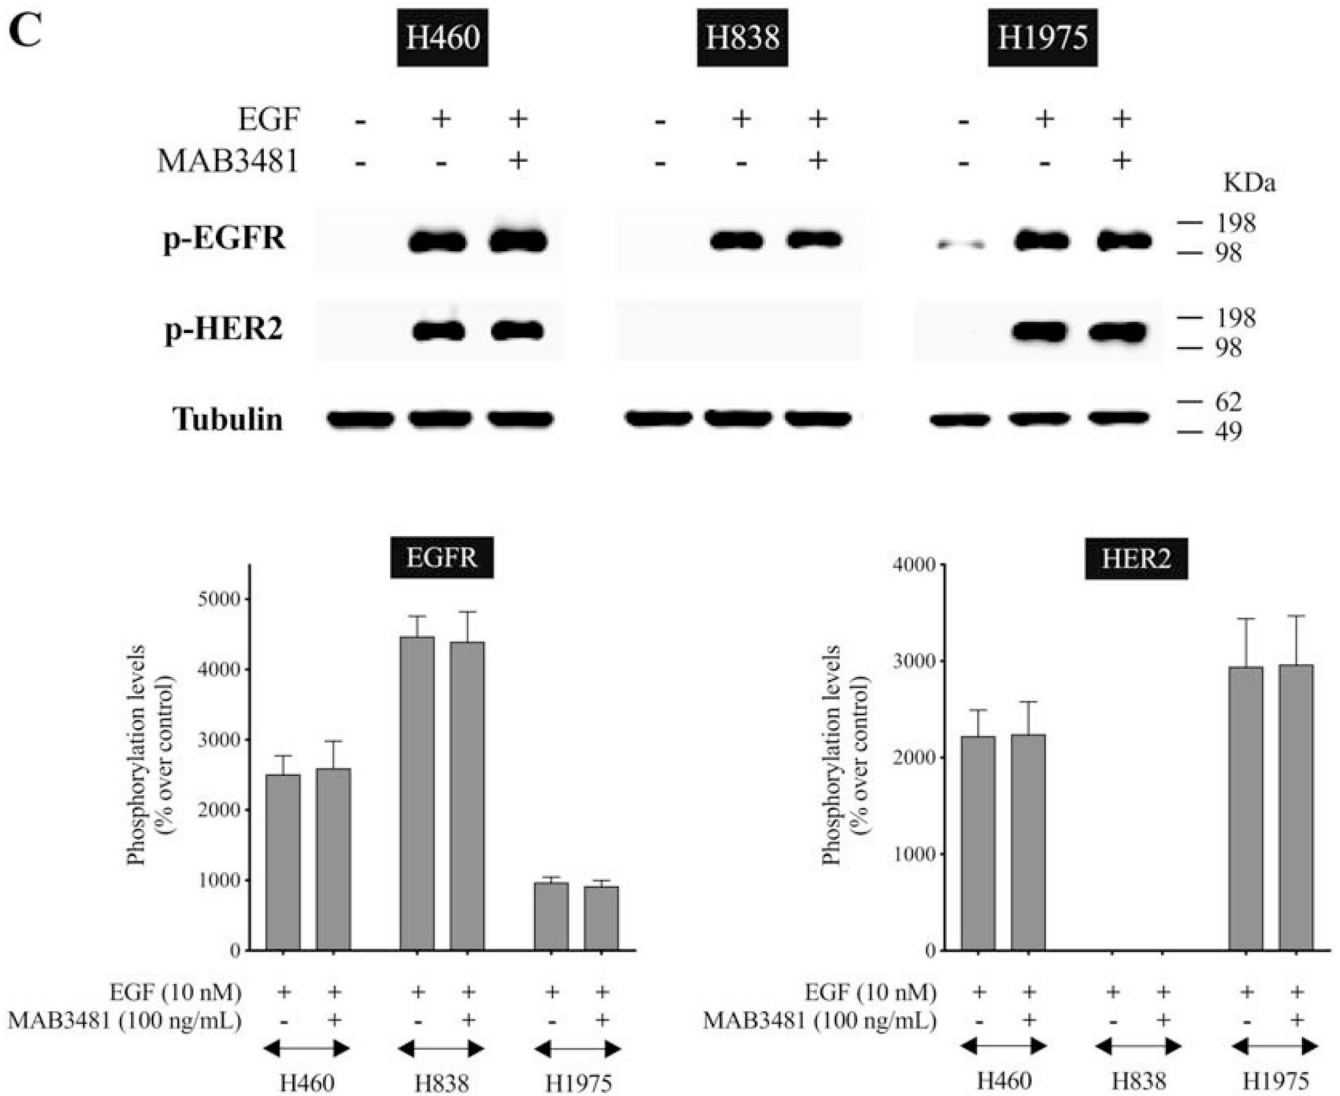 C
H460 H838 H1975
EGF - + + - + + - + +
MAB3481 - - + - - + - - +
KDa
p-EGFR
198
98
p-HER2
198
98
Tubulin
62
49
EGFR
Phosphorylation levels
(% over control)
5000
4000
3000
2000
1000
0
EGF (10 nM) + + + + + +
MAB3481 (100 ng/mL) - + - + - +
H460 H838 H1975
HER2
Phosphorylation levels
(% over control)
4000
3000
2000
1000
0
EGF (10 nM) + + + + + +
MAB3481 (100 ng/mL) - + - + - +
H460 H838 H1975